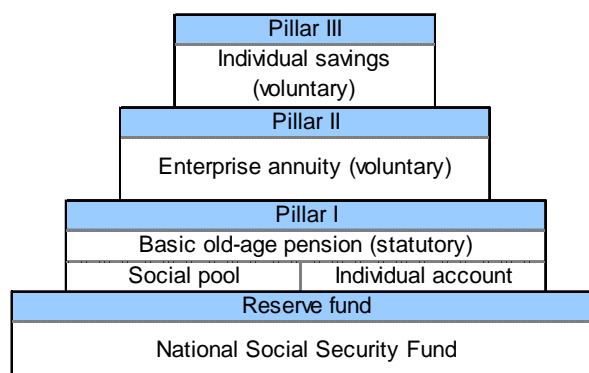 Pillar III
Individual savings
(voluntary)
Pillar II
Enterprise annuity (voluntary)
Pillar I
Basic old-age pension (statutory)
Social pool
Individual account
Reserve fund
National Social Security Fund